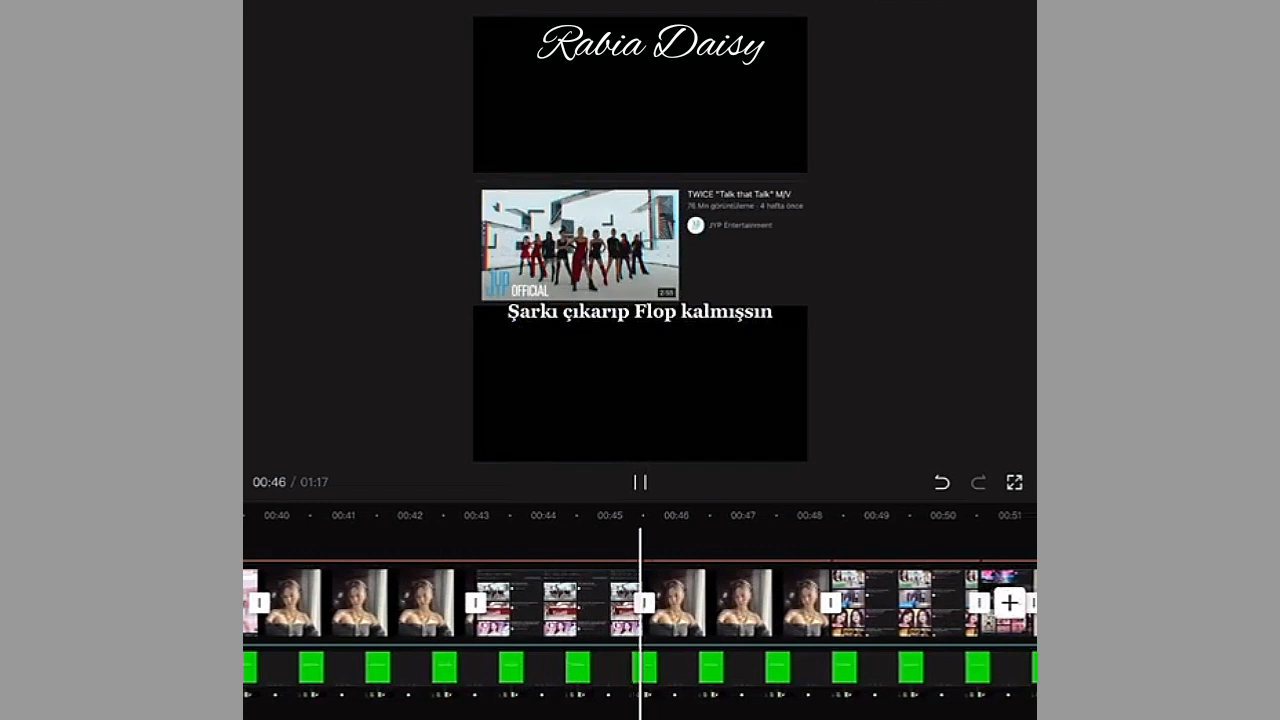 Rabia Daisy
TWICE "Talk that Talk" M/V
76 Mn görüntüleme · 4 hafta önce
JYP Entertainment
JYP OFFICIAL
2:55
Şarkı çıkarıp Flop kalmışsın
00:46 / 01:17
00:40 00:41 00:42 00:43 00:44 00:45 00:46 00:47 00:48 00:49 00:50 00:51